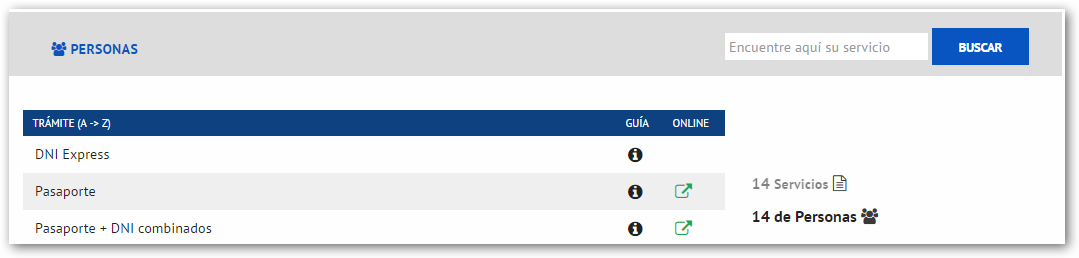 PERSONAS
Encuentre aquí su servicio
BUSCAR
TRÁMITE (A -> Z) GUÍA ONLINE
DNI Express
Pasaporte
Pasaporte + DNI combinados
14 Servicios
14 de Personas